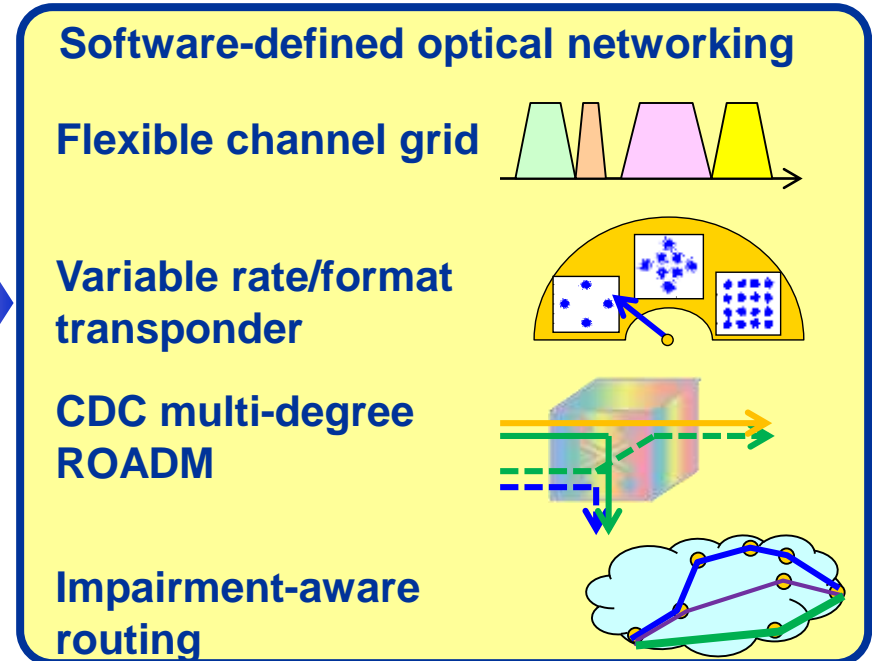 Software-defined optical networking
Flexible channel grid
Variable rate/format
transponder
CDC multi-degree
ROADM
Impairment-aware
routing